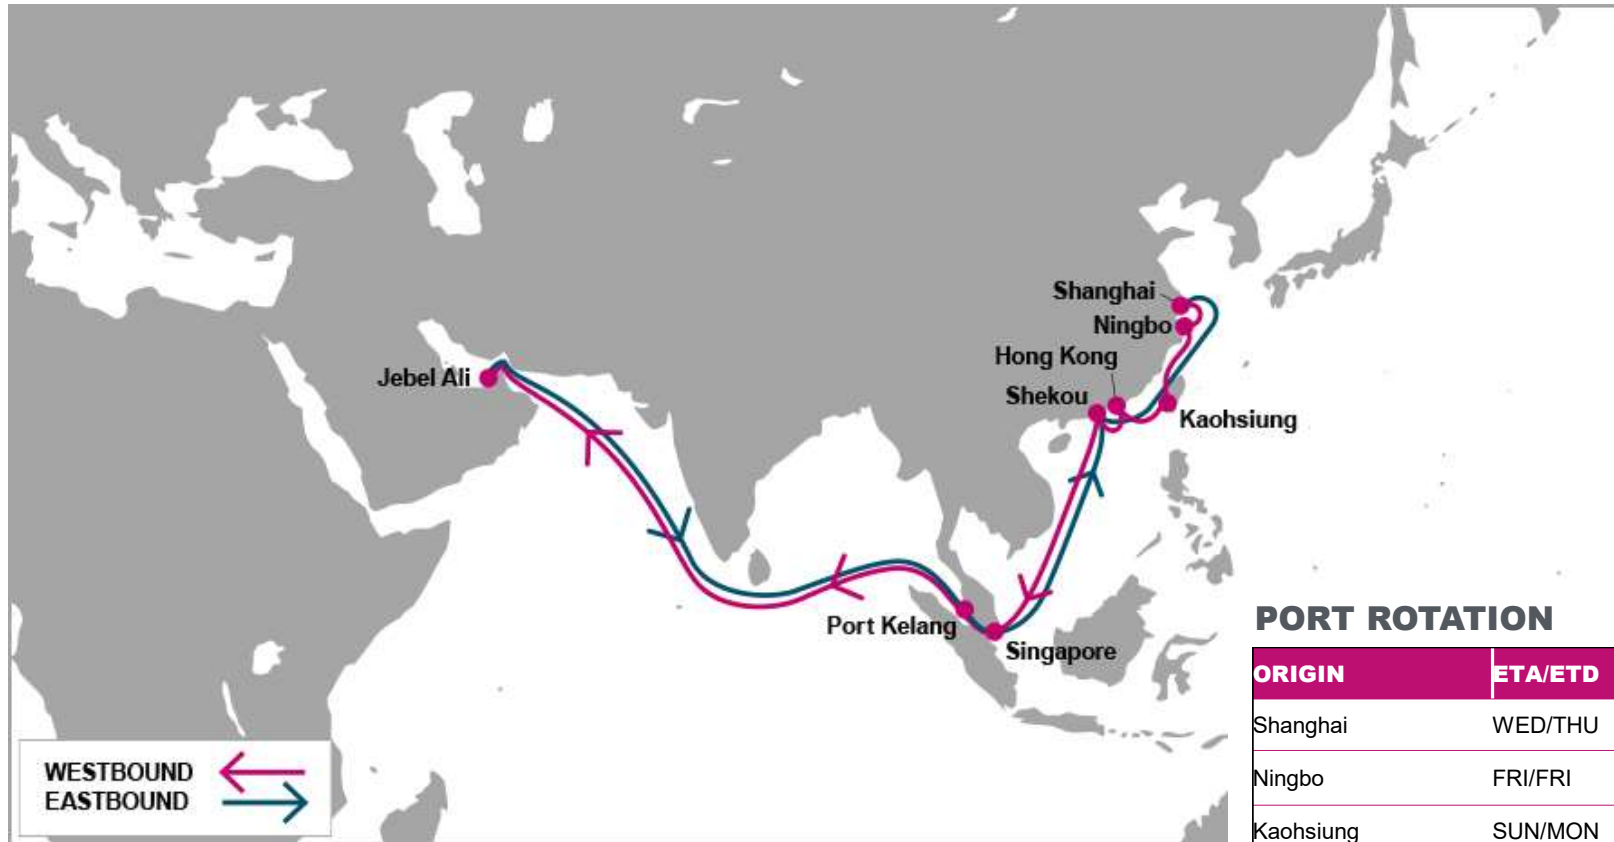 Shanghai
Ningbo
Hong Kong
Jebel Ali
Shekou
Kaohsiung
Port Kelang
Singapore
WESTBOUND
EASTBOUND
PORT ROTATION
ORIGIN ETA/ETD
Shanghai WED/THU
Ningbo FRI/FRI
Kaohsiung SUN/MON